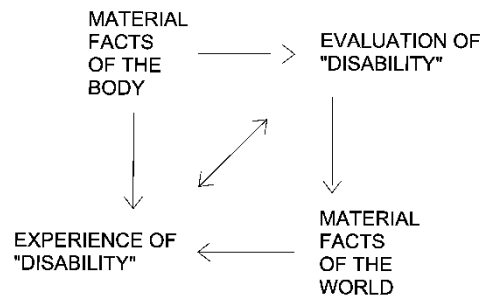 MATERIAL
FACTS
OF THE
BODY
EVALUATION OF
"DISABILITY"
EXPERIENCE OF
"DISABILITY"
MATERIAL
FACTS
OF THE
WORLD